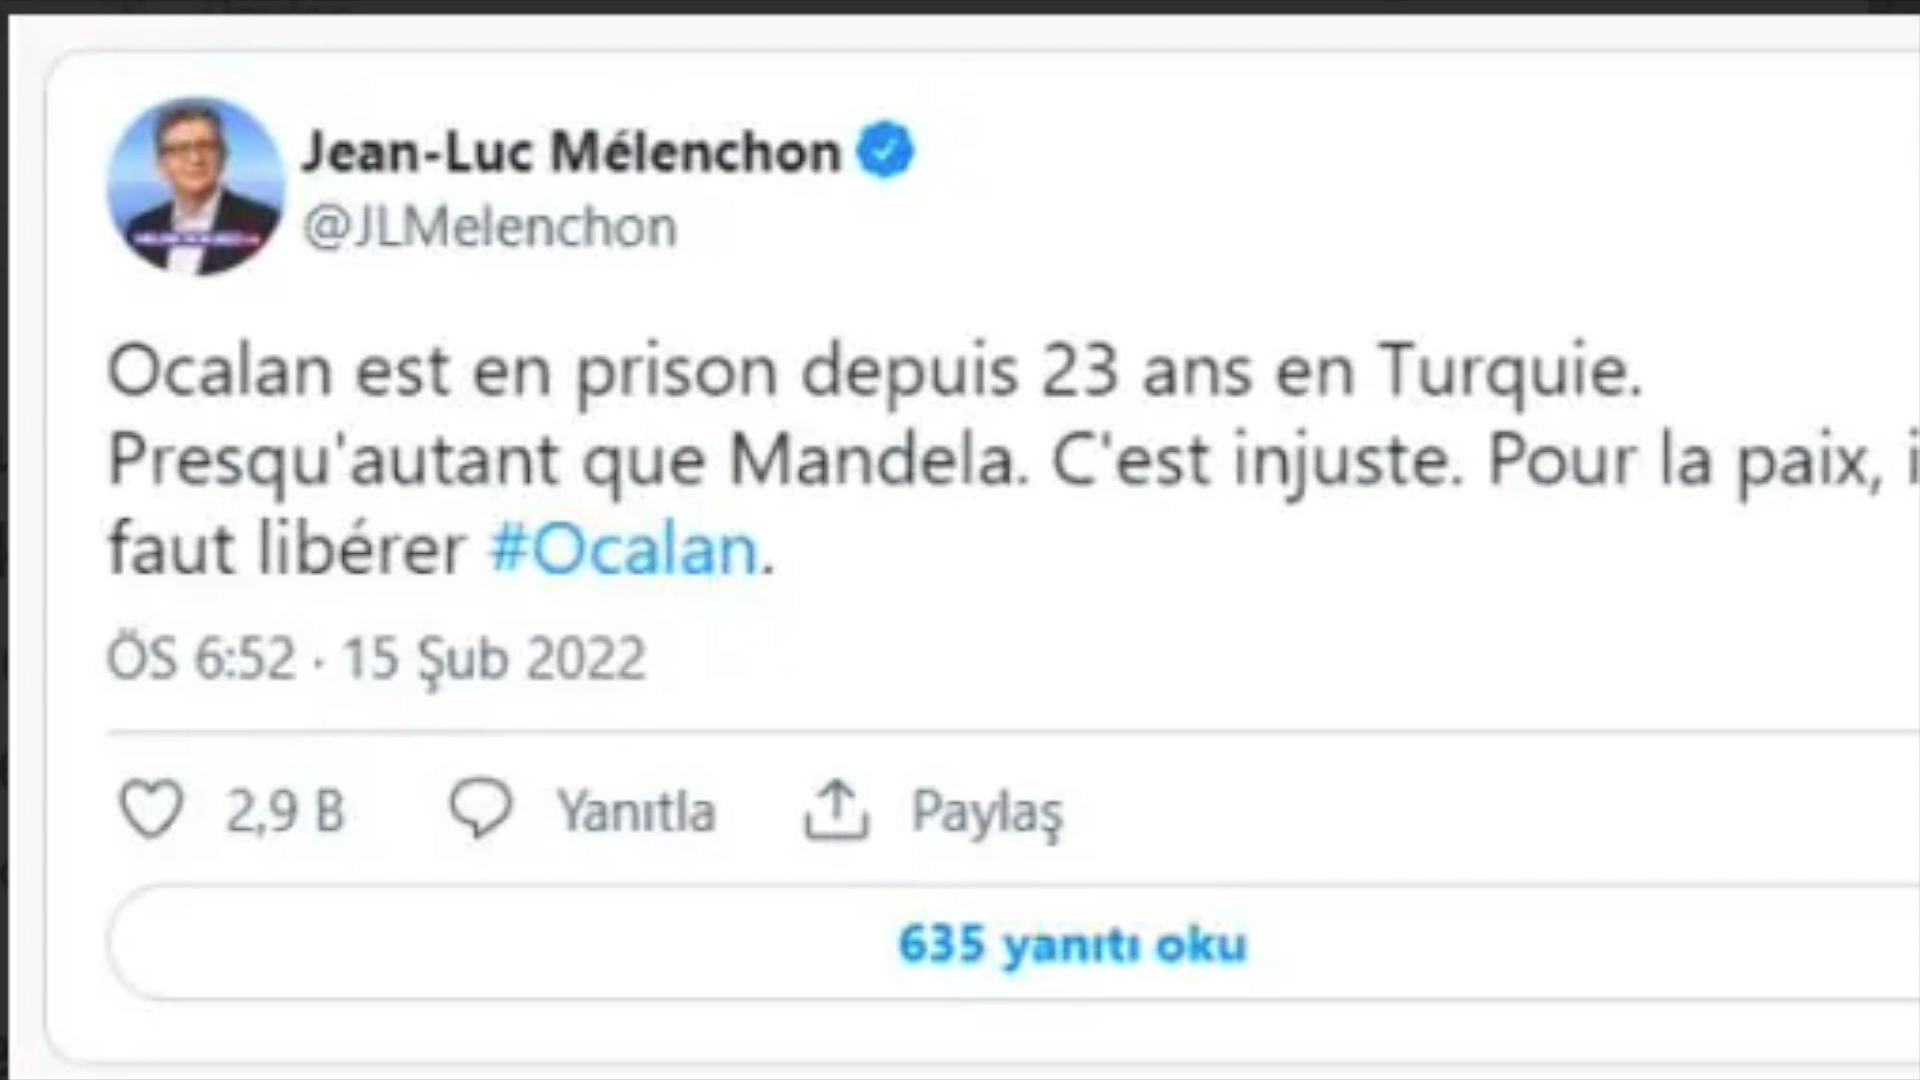 Jean-Luc Mélenchon
@JLMelenchon
Ocalan est en prison depuis 23 ans en Turquie.
Presqu'autant que Mandela. C'est injuste. Pour la paix, i
faut libérer #Ocalan.
ÖS 6:52 · 15 Şub 2022
2,9 B Yanıtla Paylaş
635 yanıtı oku